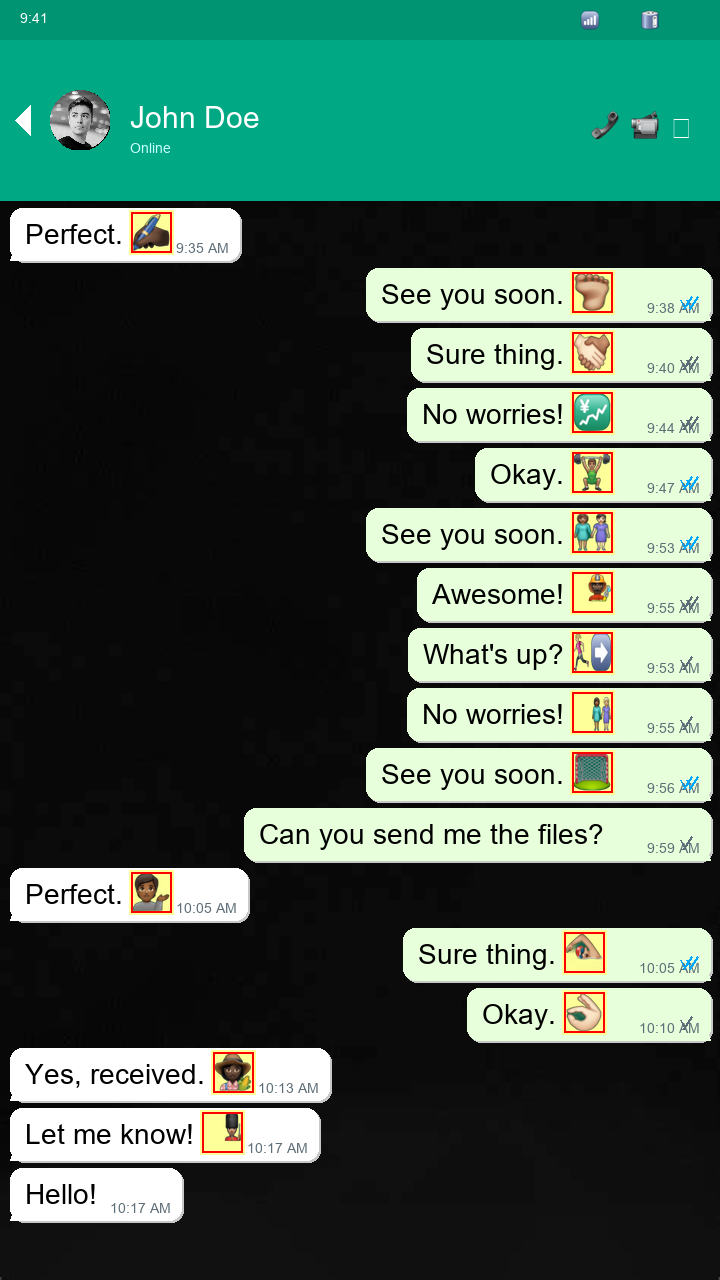 9:41
John Doe
Online
Perfect. 9:35 AM
See you soon. 9:38 AM
Sure thing. 9:40 AM
No worries! 9:44 AM
Okay. 9:47 AM
See you soon. 9:53 AM
Awesome! 9:55 AM
What's up? 9:53 AM
No worries! 9:55 AM
See you soon. 9:56 AM
Can you send me the files? 9:59 AM
Perfect. 10:05 AM
Sure thing. 10:05 AM
Okay. 10:10 AM
Yes, received. 10:13 AM
Let me know! 10:17 AM
Hello! 10:17 AM